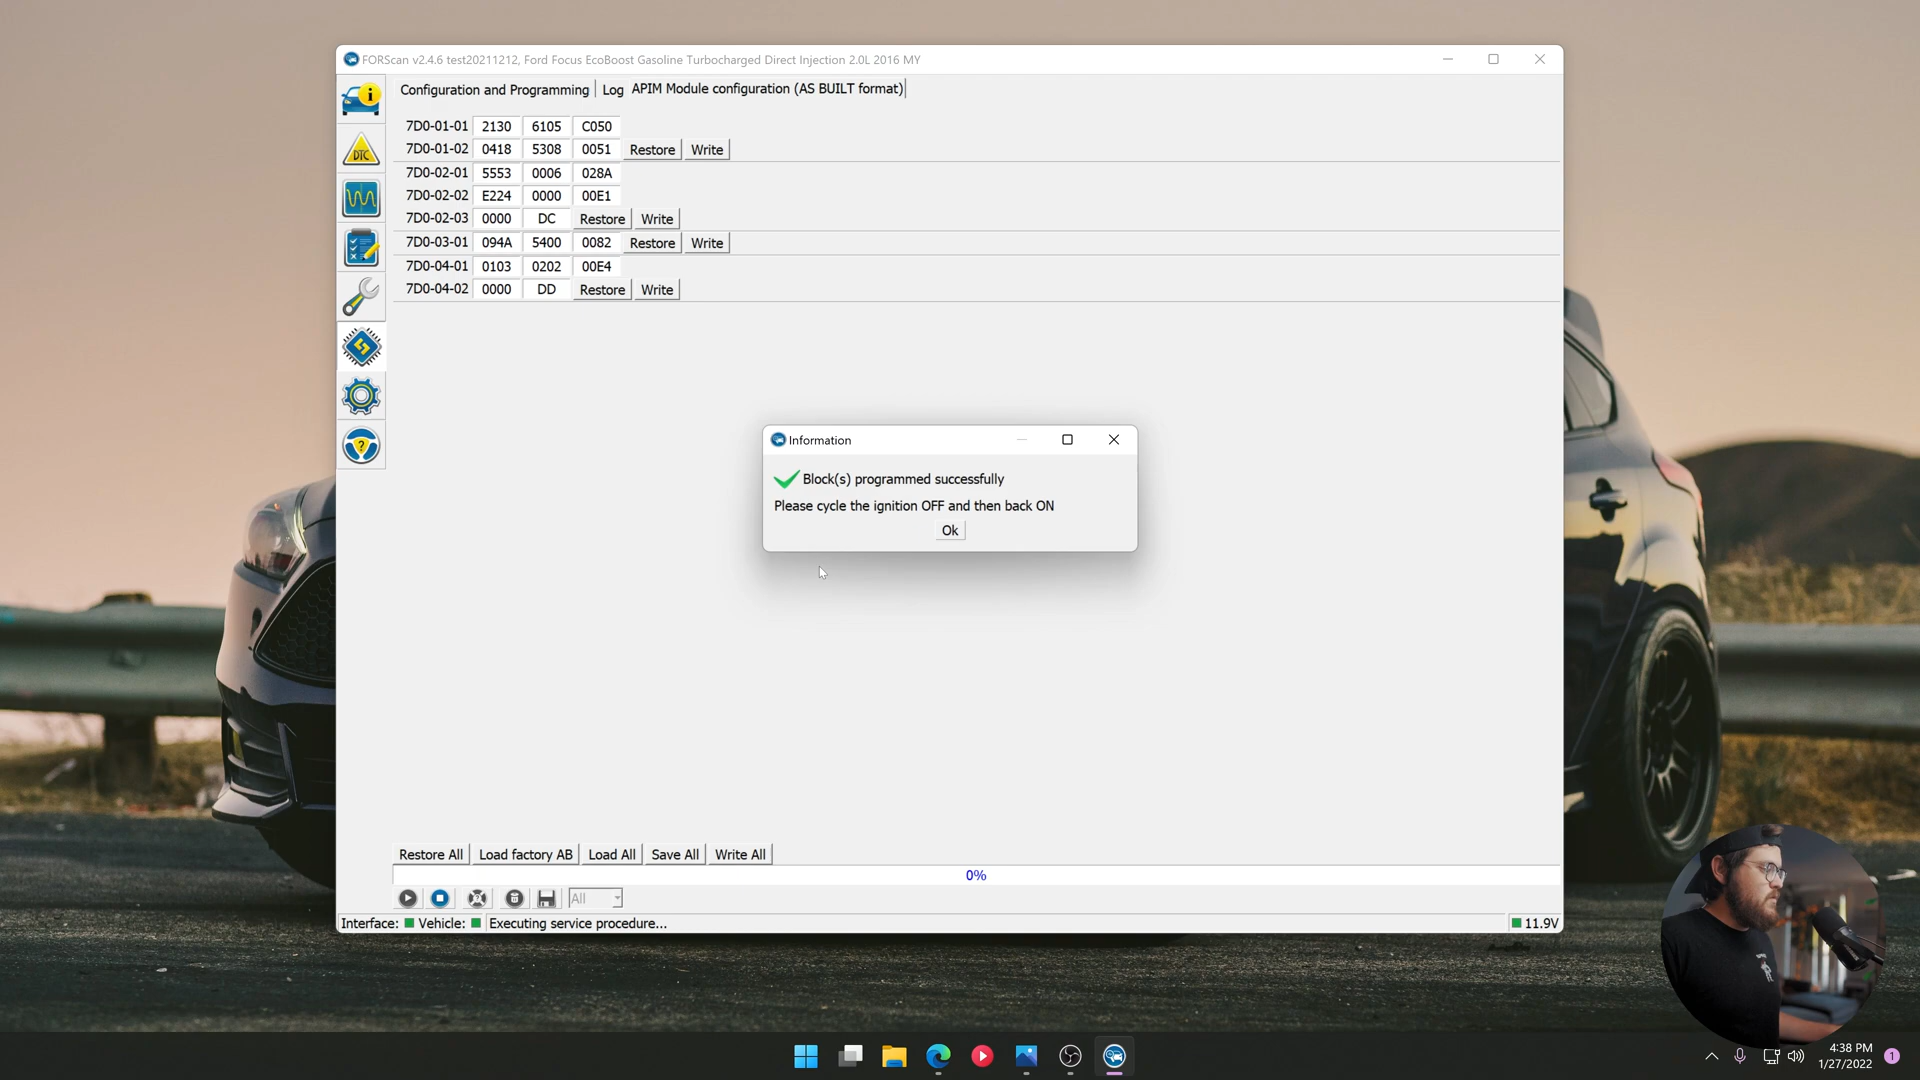 FORScan v2.4.6 test20211212, Ford Focus EcoBoost Gasoline Turbocharged Direct Injection 2.0L 2016 MY
Configuration and Programming Log APIM Module configuration (AS BUILT format)
7D0-01-01 2130 6105 C050
7D0-01-02 0418 5308 0051 Restore Write
7D0-02-01 5553 0006 028A
7D0-02-02 E224 0000 00E1
7D0-02-03 0000 DC Restore Write
7D0-03-01 094A 5400 0082 Restore Write
7D0-04-01 0103 0202 00E4
7D0-04-02 0000 DD Restore Write
i
DTC
?
Information
Block(s) programmed successfully
Please cycle the ignition OFF and then back ON
Ok
Restore All Load factory AB Load All Save All Write All
0%
All
Interface: Vehicle: Executing service procedure... 11.9V
4:38 PM
1/27/2022
1